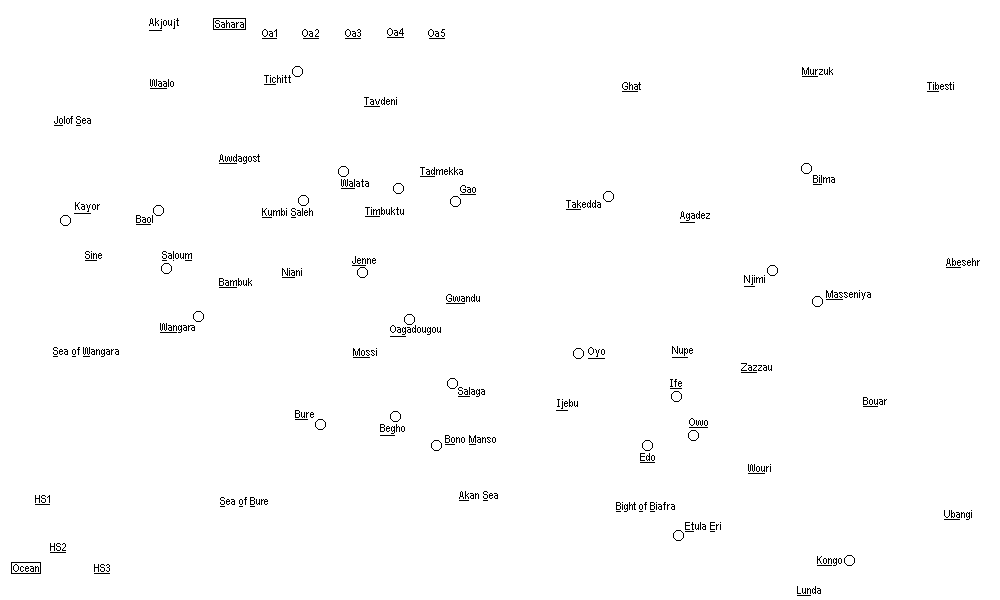 Akjoujt
Sahara
Oa1
Oa2
Oa3
Oa4
Oa5
Tichitt
Murzuk
Waalo
Ghat
Tibesti
Tavdeni
Jolof Sea
Awdagost
Walata
Tadmekka
Bilma
Gao
Kayor
Baol
Kumbi Saleh
Timbuktu
Takedda
Agadez
Sine
Saloum
Jenne
Abesehr
Niani
Bambuk
Njimi
Gwandu
Masseniya
Wangara
Oagadougou
Sea of Wangara
Mossi
Oyo
Nupe
Zazzau
Ife
Salaga
Ijebu
Bouar
Bure
Begho
Owo
Bono Manso
Edo
Wouri
HS1
Sea of Bure
Akan Sea
Bight of Biafra
Ubangi
Etula Eri
HS2
Kongo
Ocean
HS3
Lunda